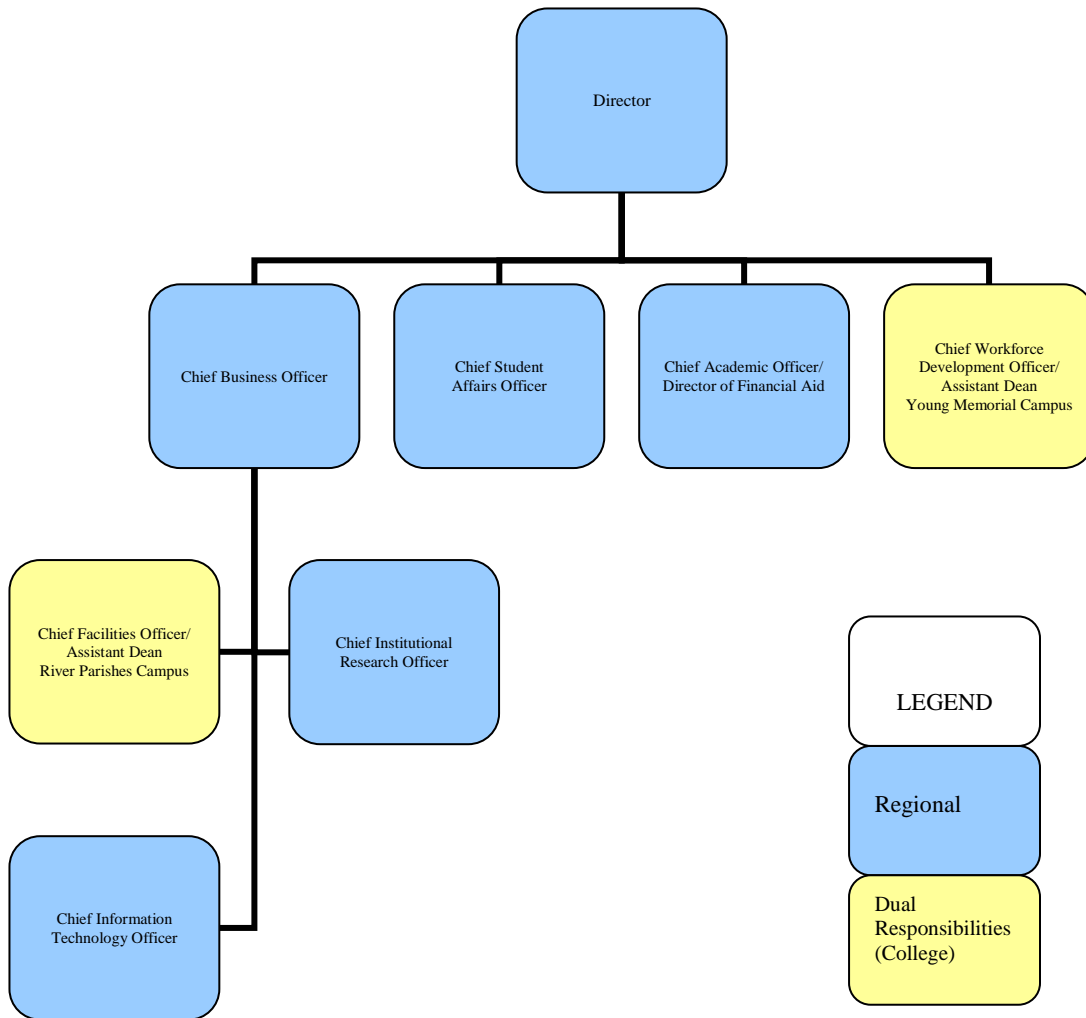 Director
Chief Business Officer
Chief Student
Affairs Officer
Chief Academic Officer/
Director of Financial Aid
Chief Workforce
Development Officer/
Assistant Dean
Young Memorial Campus
Chief Facilities Officer/
Assistant Dean
River Parishes Campus
Chief Institutional
Research Officer
Chief Information
Technology Officer
LEGEND
Regional
Dual
Responsibilities
(College)